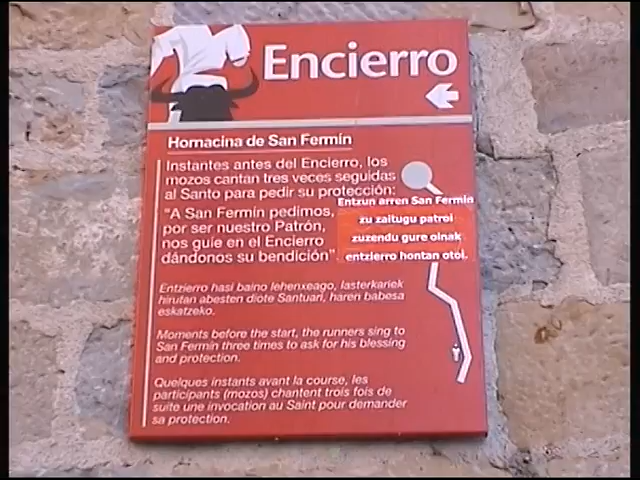 Encierro
Hornacina de San Fermín
Instantes antes del Encierro, los
mozos cantan tres veces seguidas
al Santo para pedir su protección:
"A San Fermín pedimos,
por ser nuestro Patrón,
nos guíe en el Encierro
dándonos su bendición".
Entzun arren San Fermin
zu zaitugu patroi
zuzendu gure oinak
entzierro hontan otoi.
Entzierro hasi baino lehenxeago, lasterkariek
hirutan abesten diote Santuari, haren babesa
eskatzeko.
Moments before the start, the runners sing to
San Fermin three times to ask for his blessing
and protection.
Quelques instants avant la course, les
participants (mozos) chantent trois fois de
suite une invocation au Saint pour demander
sa protection.